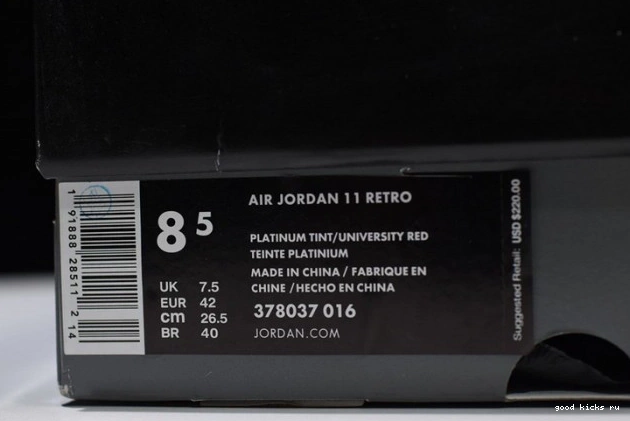 1 91888 28511 2 14
8 5
UK 7.5
EUR 42
cm 26.5
BR 40
AIR JORDAN 11 RETRO
PLATINUM TINT/UNIVERSITY RED
TEINTE PLATINIUM
MADE IN CHINA / FABRIQUE EN
CHINE /HECHO EN CHINA
378037 016
JORDAN.COM
Suggested Retail: USD $220.00
good kicks ru